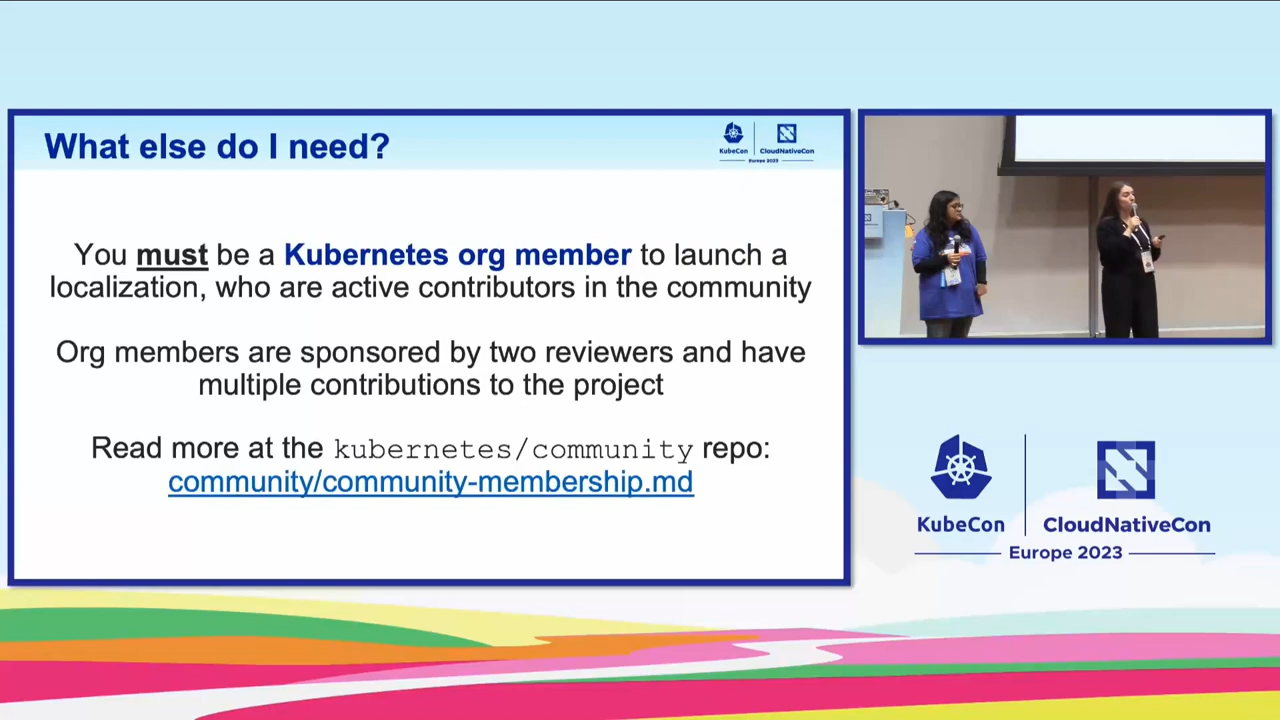 What else do I need?
KubeCon
CloudNativeCon
Europe 2023
You must be a Kubernetes org member to launch a
localization, who are active contributors in the community
Org members are sponsored by two reviewers and have
multiple contributions to the project
Read more at the kubernetes/community repo:
community/community-membership.md
KubeCon
CloudNativeCon
Europe 2023